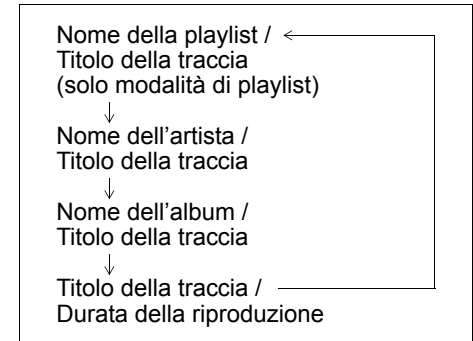 Nome della playlist /
Titolo della traccia
(solo modalità di playlist)
Nome dell'artista /
Titolo della traccia
Nome dell'album /
Titolo della traccia
Titolo della traccia /
Durata della riproduzione